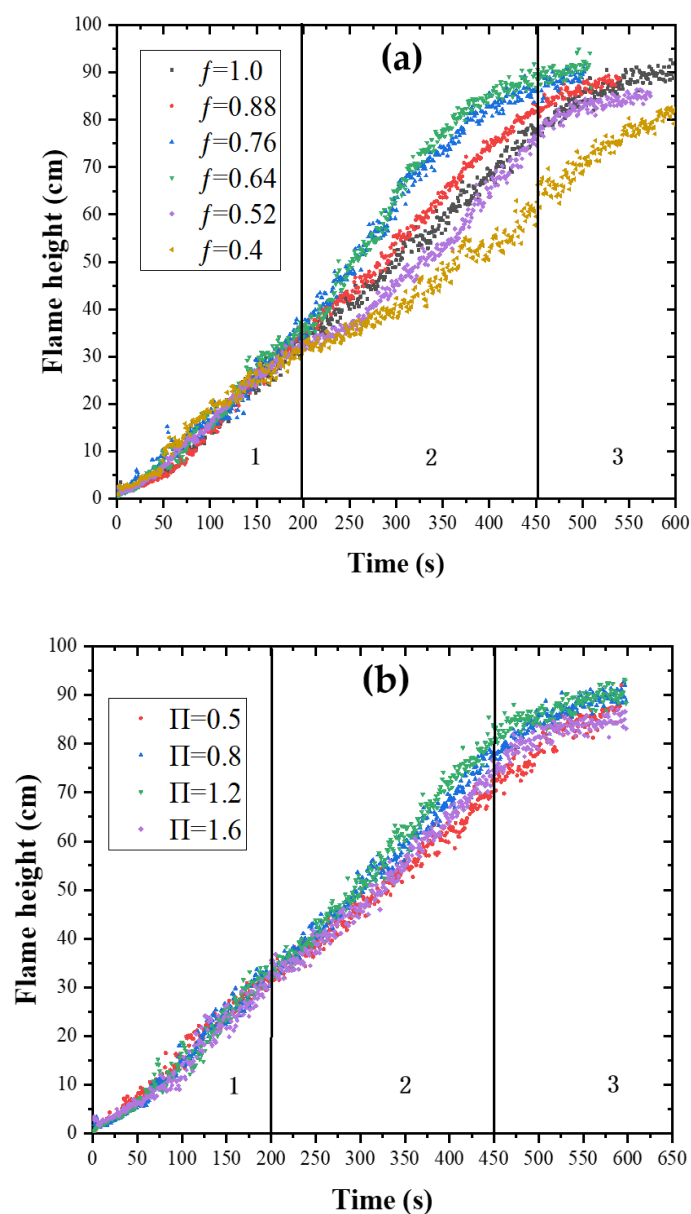 (a)
f=1.0
f=0.88
f=0.76
f=0.64
f=0.52
f=0.4
Flame height (cm)
100
90
80
70
60
50
40
30
20
10
0
1
2
3
0 50 100 150 200 250 300 350 400 450 500 550 600
Time (s)
(b)
Π=0.5
Π=0.8
Π=1.2
Π=1.6
Flame height (cm)
100
90
80
70
60
50
40
30
20
10
0
1
2
3
0 50 100 150 200 250 300 350 400 450 500 550 600 650
Time (s)